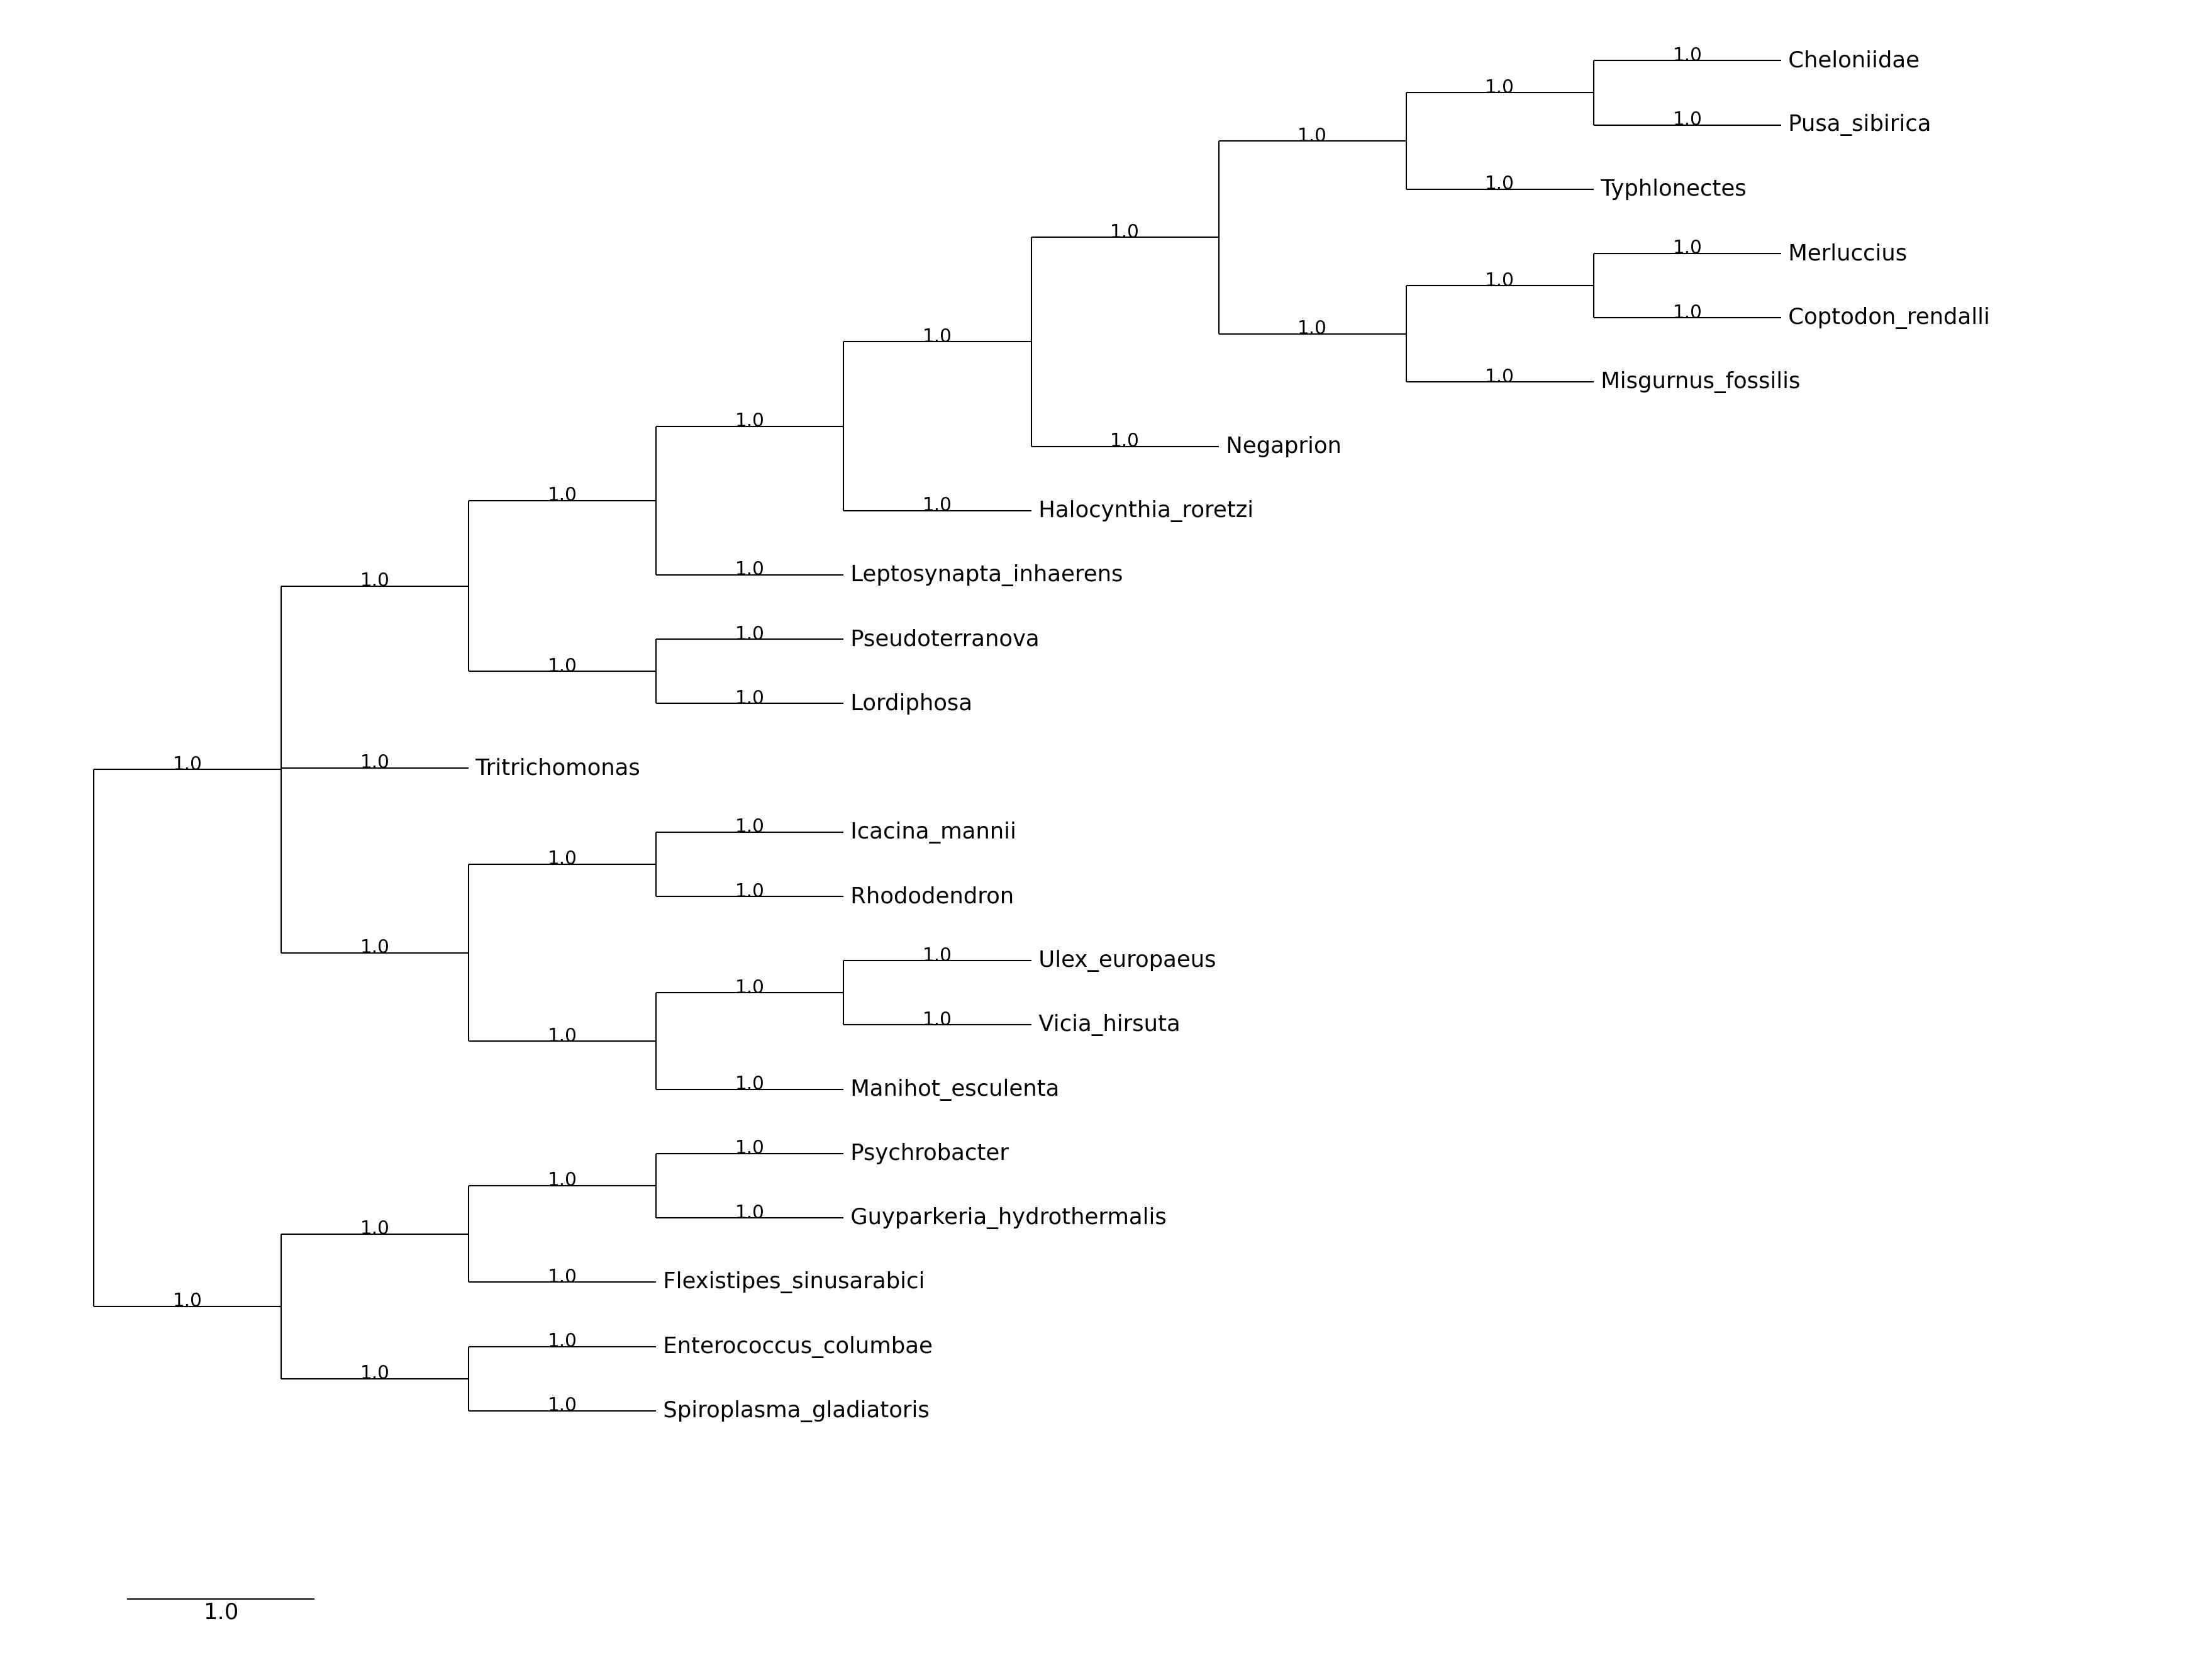 1.0 Cheloniidae
1.0
1.0 Pusa_sibirica
1.0
1.0 Typhlonectes
1.0
1.0 Merluccius
1.0
1.0 Coptodon_rendalli
1.0
1.0
1.0 Misgurnus_fossilis
1.0
1.0 Negaprion
1.0
1.0 Halocynthia_roretzi
1.0
1.0 Leptosynapta_inhaerens
1.0
1.0 Pseudoterranova
1.0
1.0 Lordiphosa
1.0
1.0 Tritrichomonas
1.0 Icacina_mannii
1.0
1.0 Rhododendron
1.0
1.0 Ulex_europaeus
1.0
1.0 Vicia_hirsuta
1.0
1.0 Manihot_esculenta
1.0 Psychrobacter
1.0
1.0 Guyparkeria_hydrothermalis
1.0
1.0 Flexistipes_sinusarabici
1.0
1.0 Enterococcus_columbae
1.0
1.0 Spiroplasma_gladiatoris
1.0